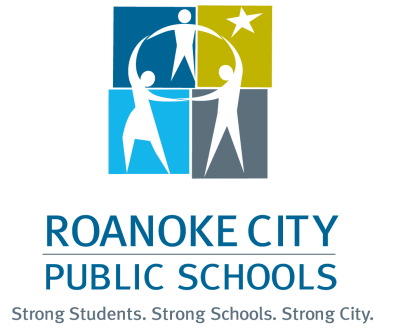 ROANOKE CITY
PUBLIC SCHOOLS
Strong Students. Strong Schools. Strong City.